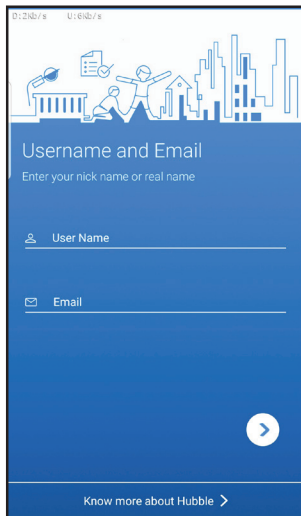 D:2Kb/s U:6Kb/s
Username and Email
Enter your nick name or real name
User Name
Email
Know more about Hubble